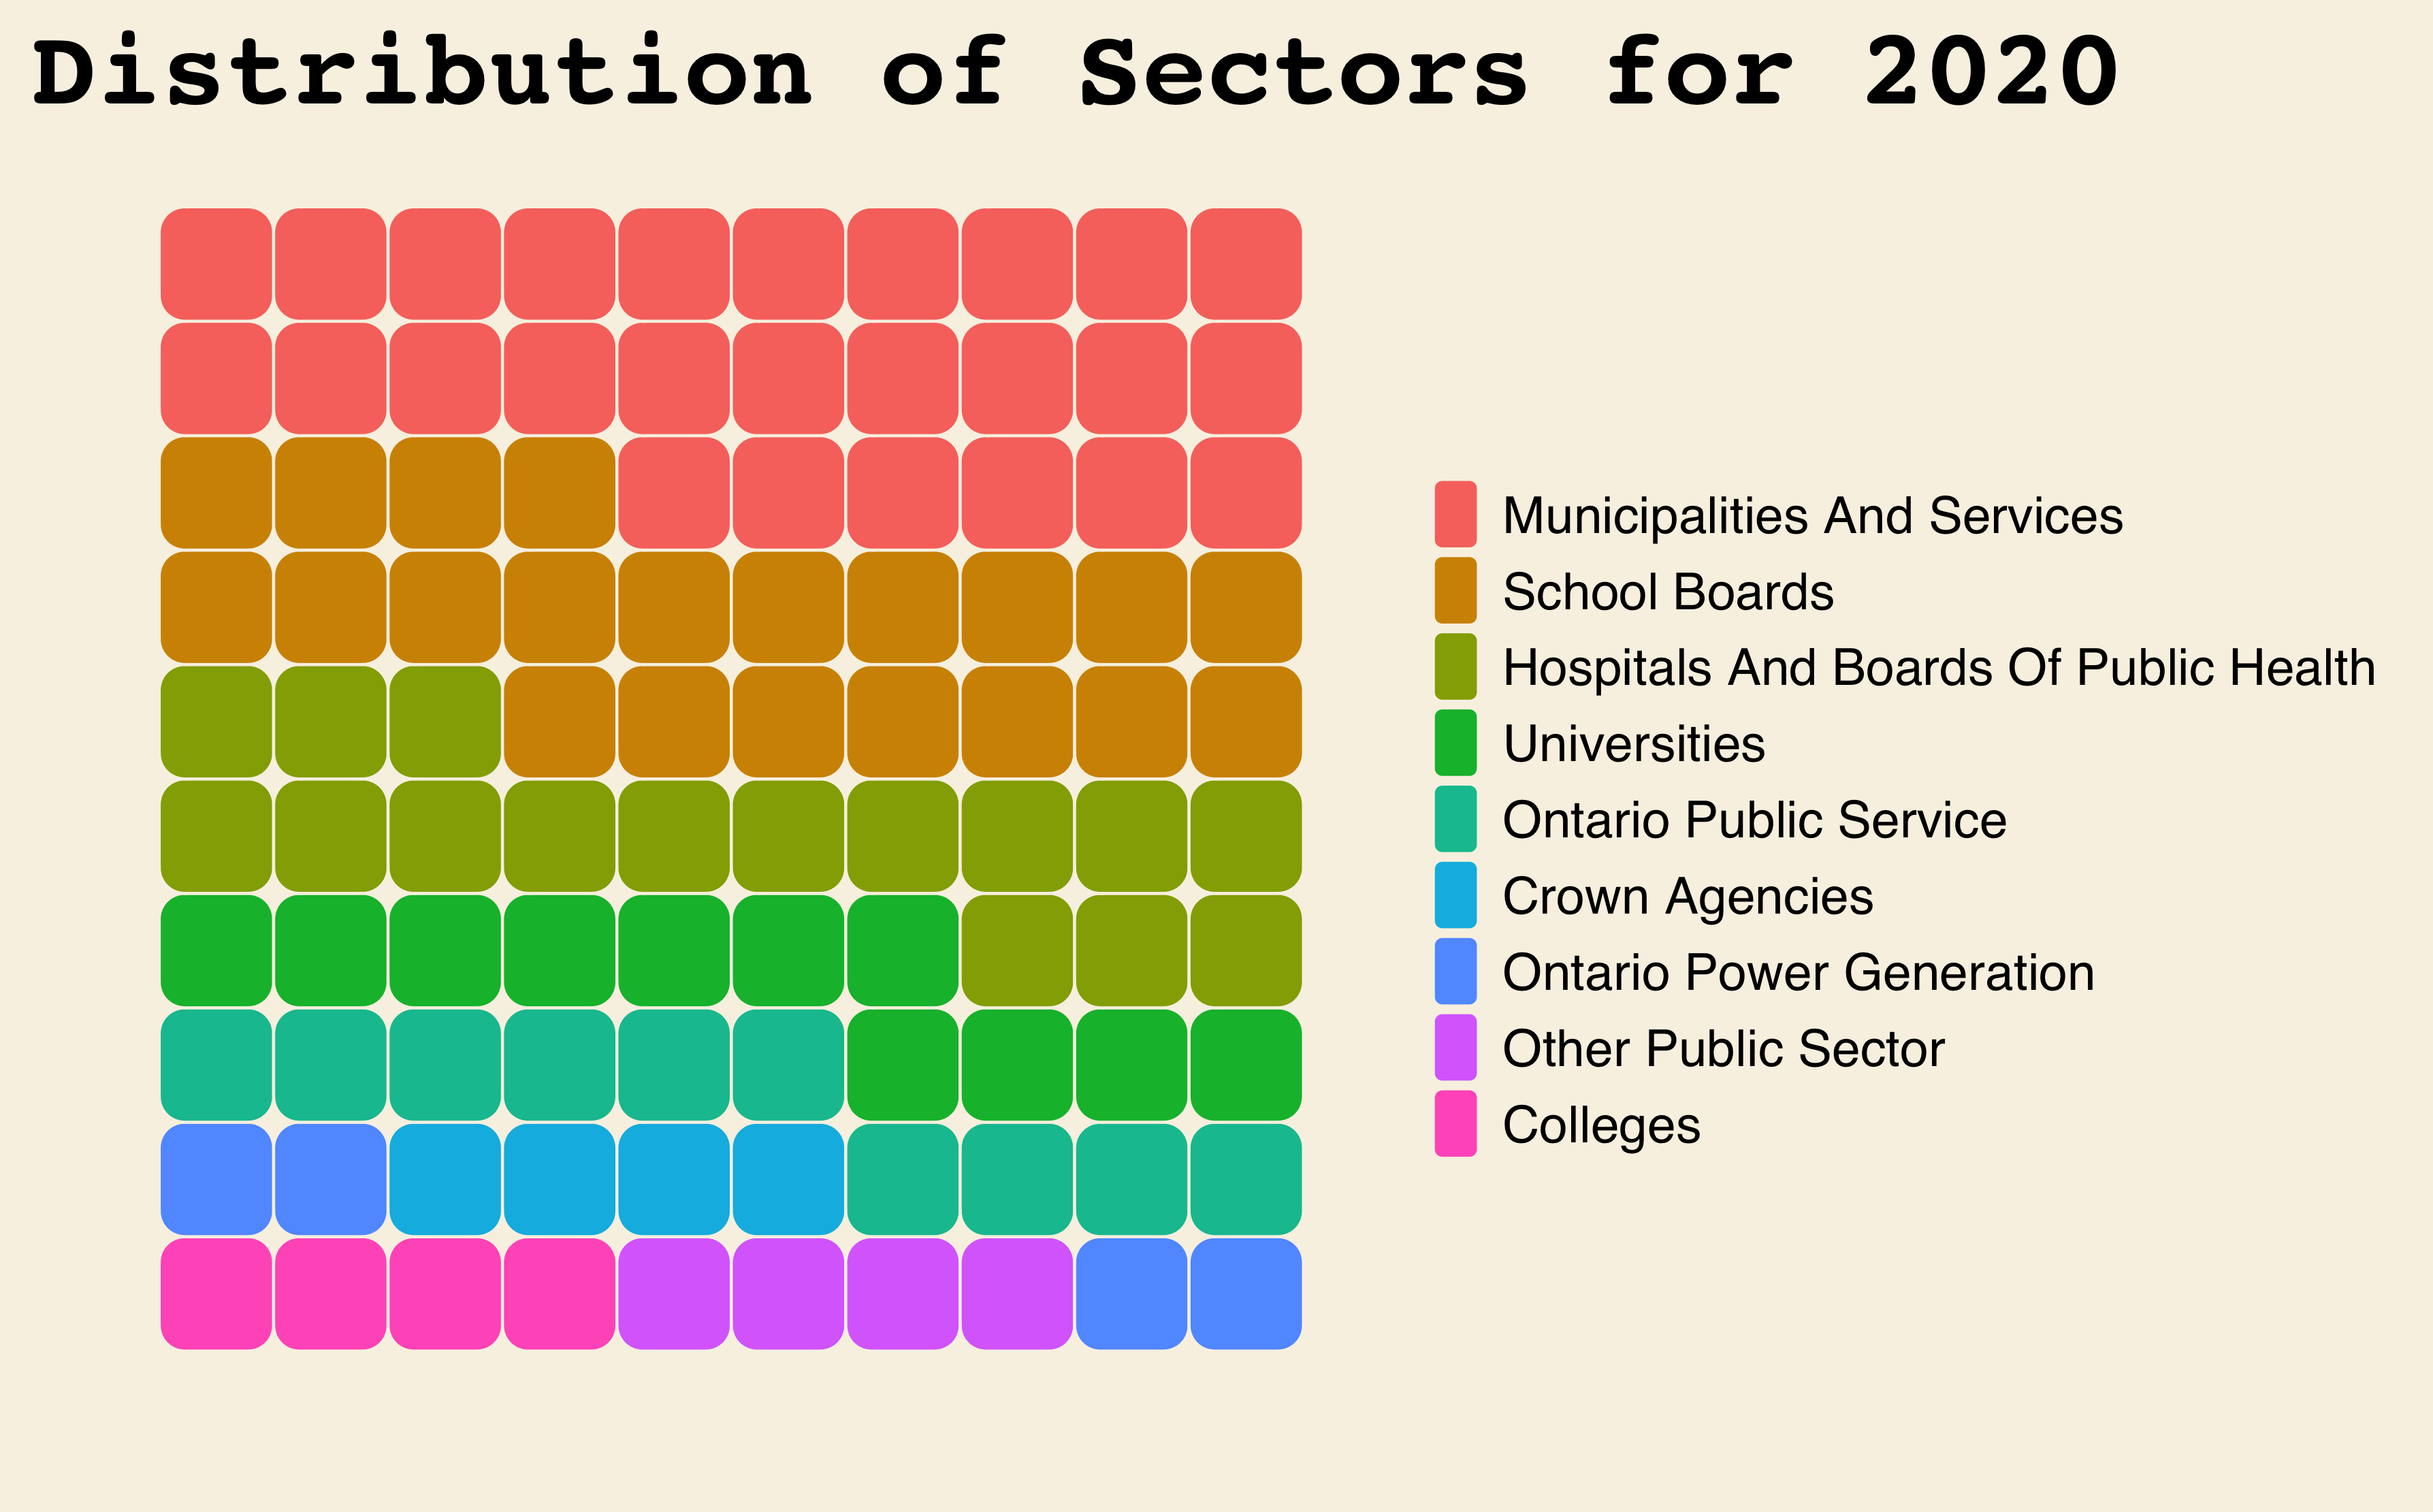 Distribution of Sectors for 2020
Municipalities And Services
School Boards
Hospitals And Boards Of Public Health
Universities
Ontario Public Service
Crown Agencies
Ontario Power Generation
Other Public Sector
Colleges